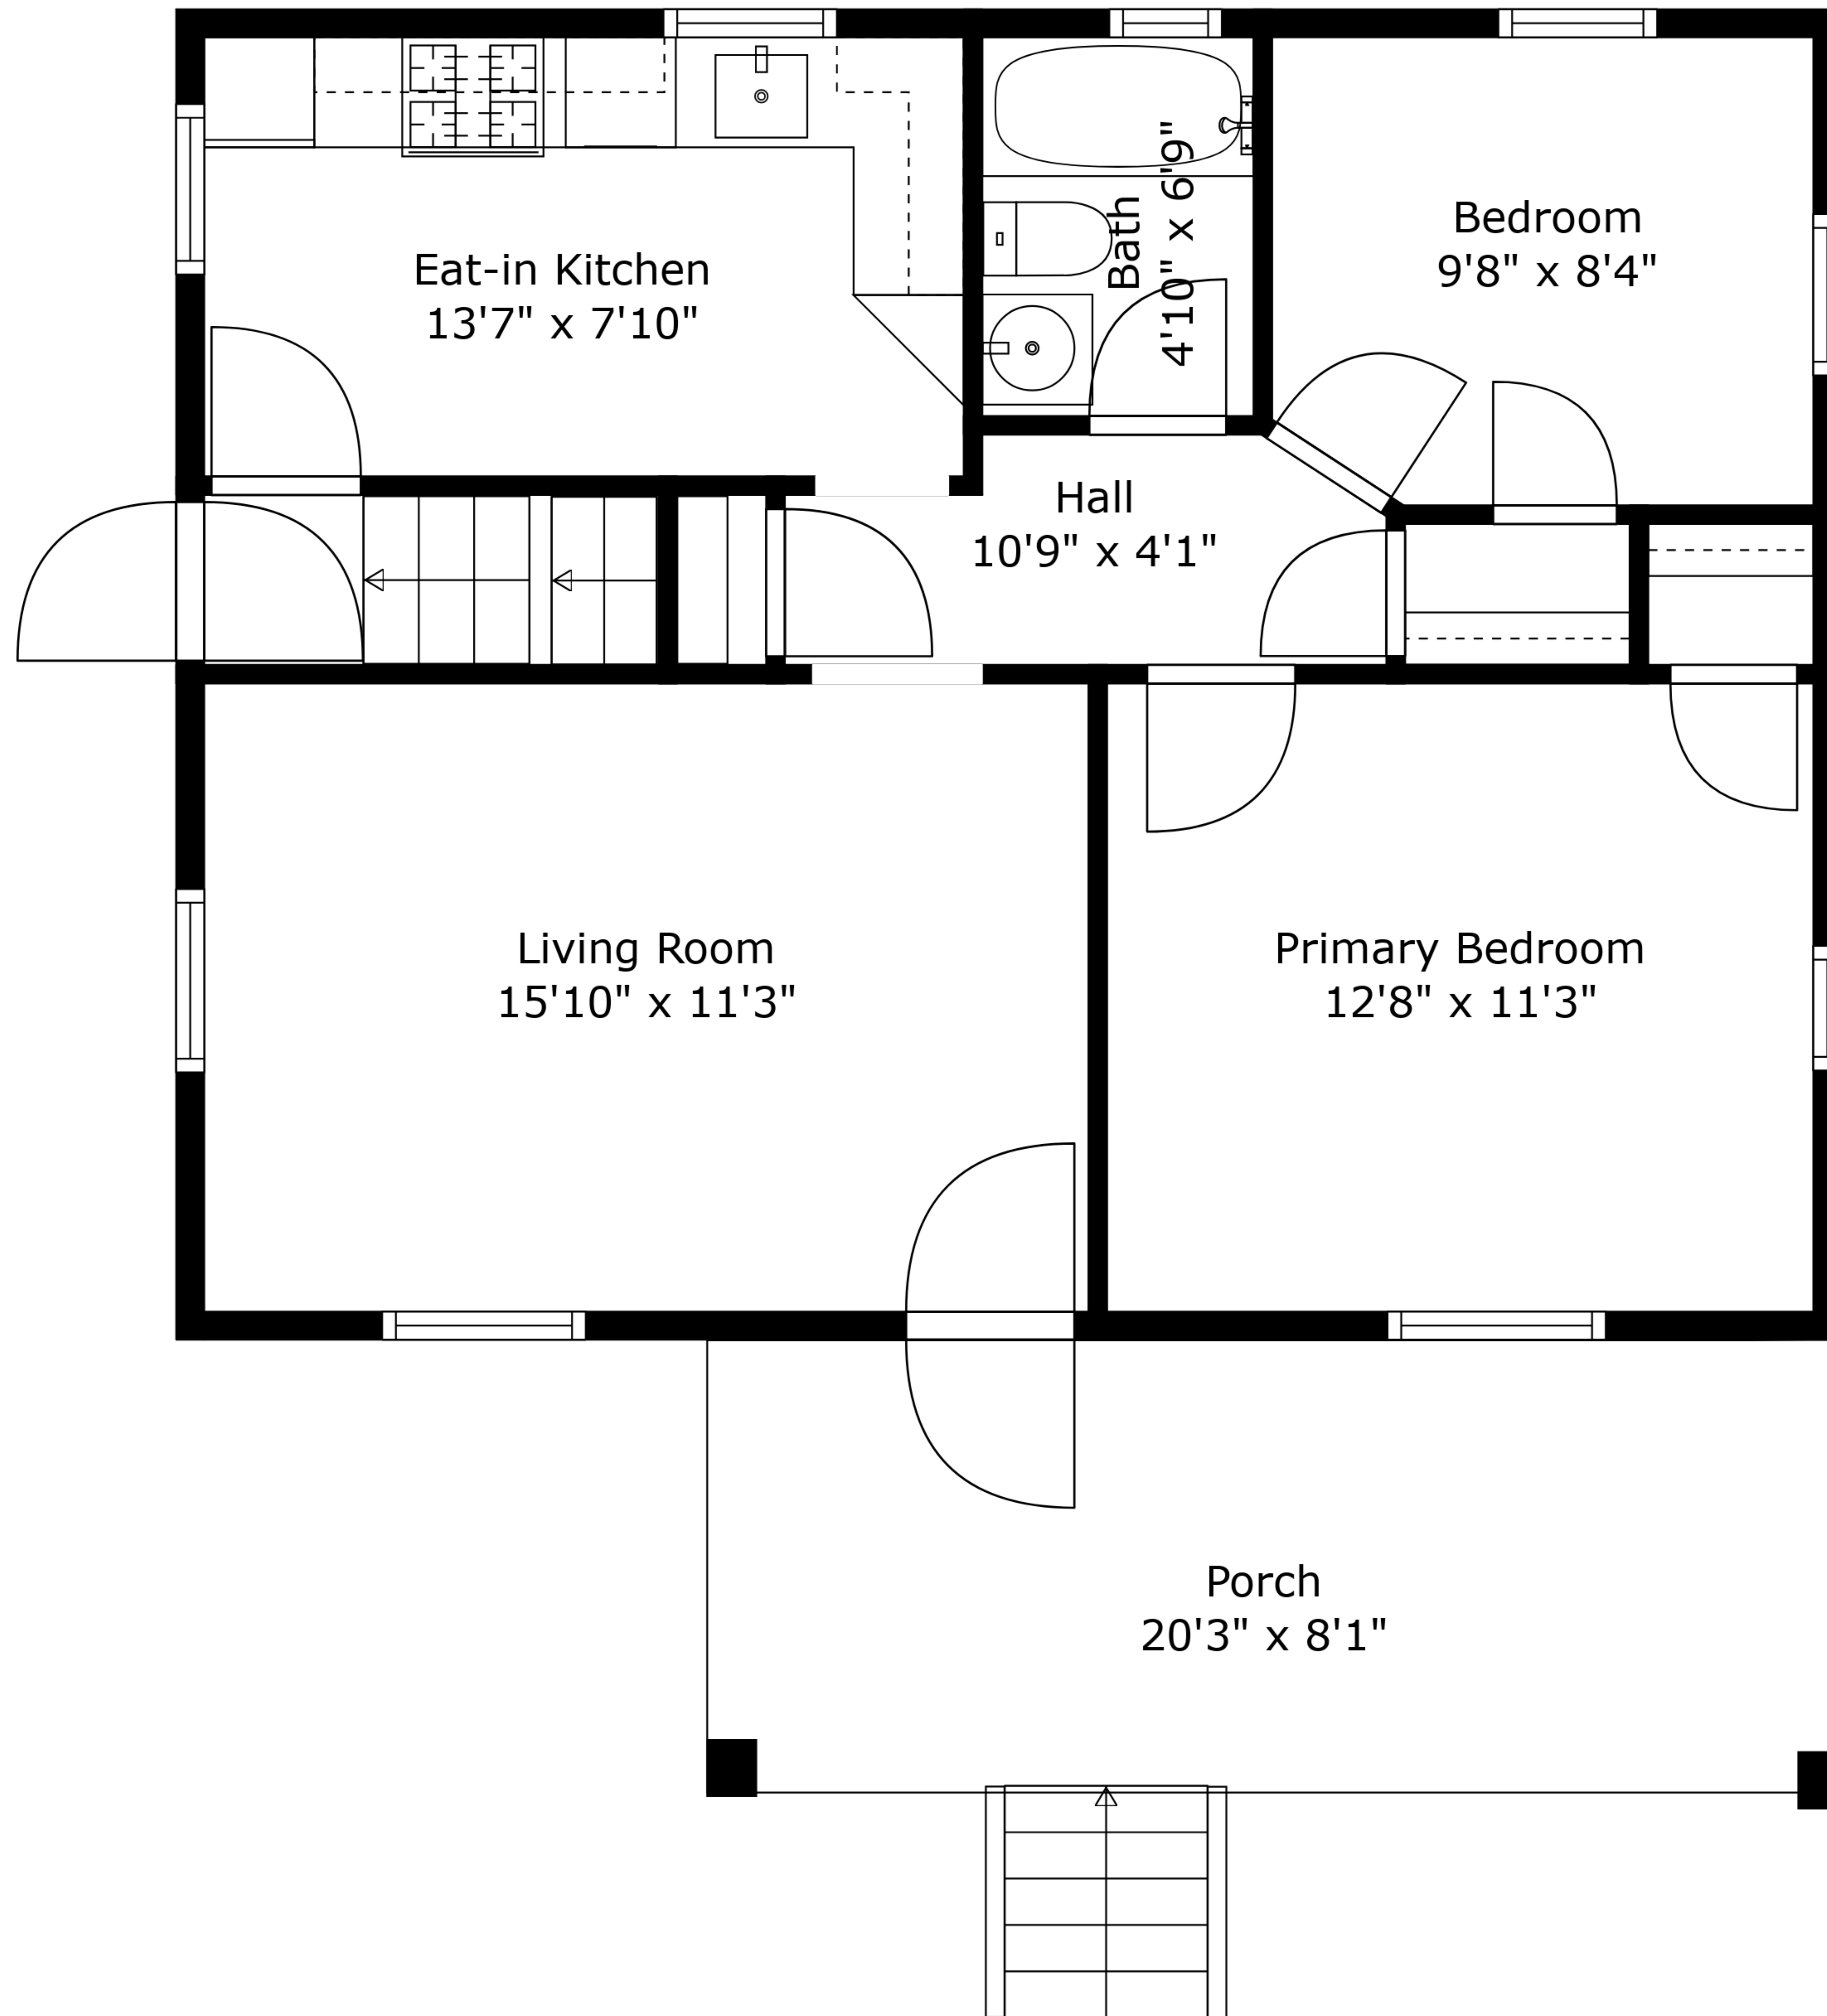 Eat-in Kitchen
13'7" x 7'10"
Bath
4'10" x 6'9"
Bedroom
9'8" x 8'4"
Hall
10'9" x 4'1"
Living Room
15'10" x 11'3"
Primary Bedroom
12'8" x 11'3"
Porch
20'3" x 8'1"